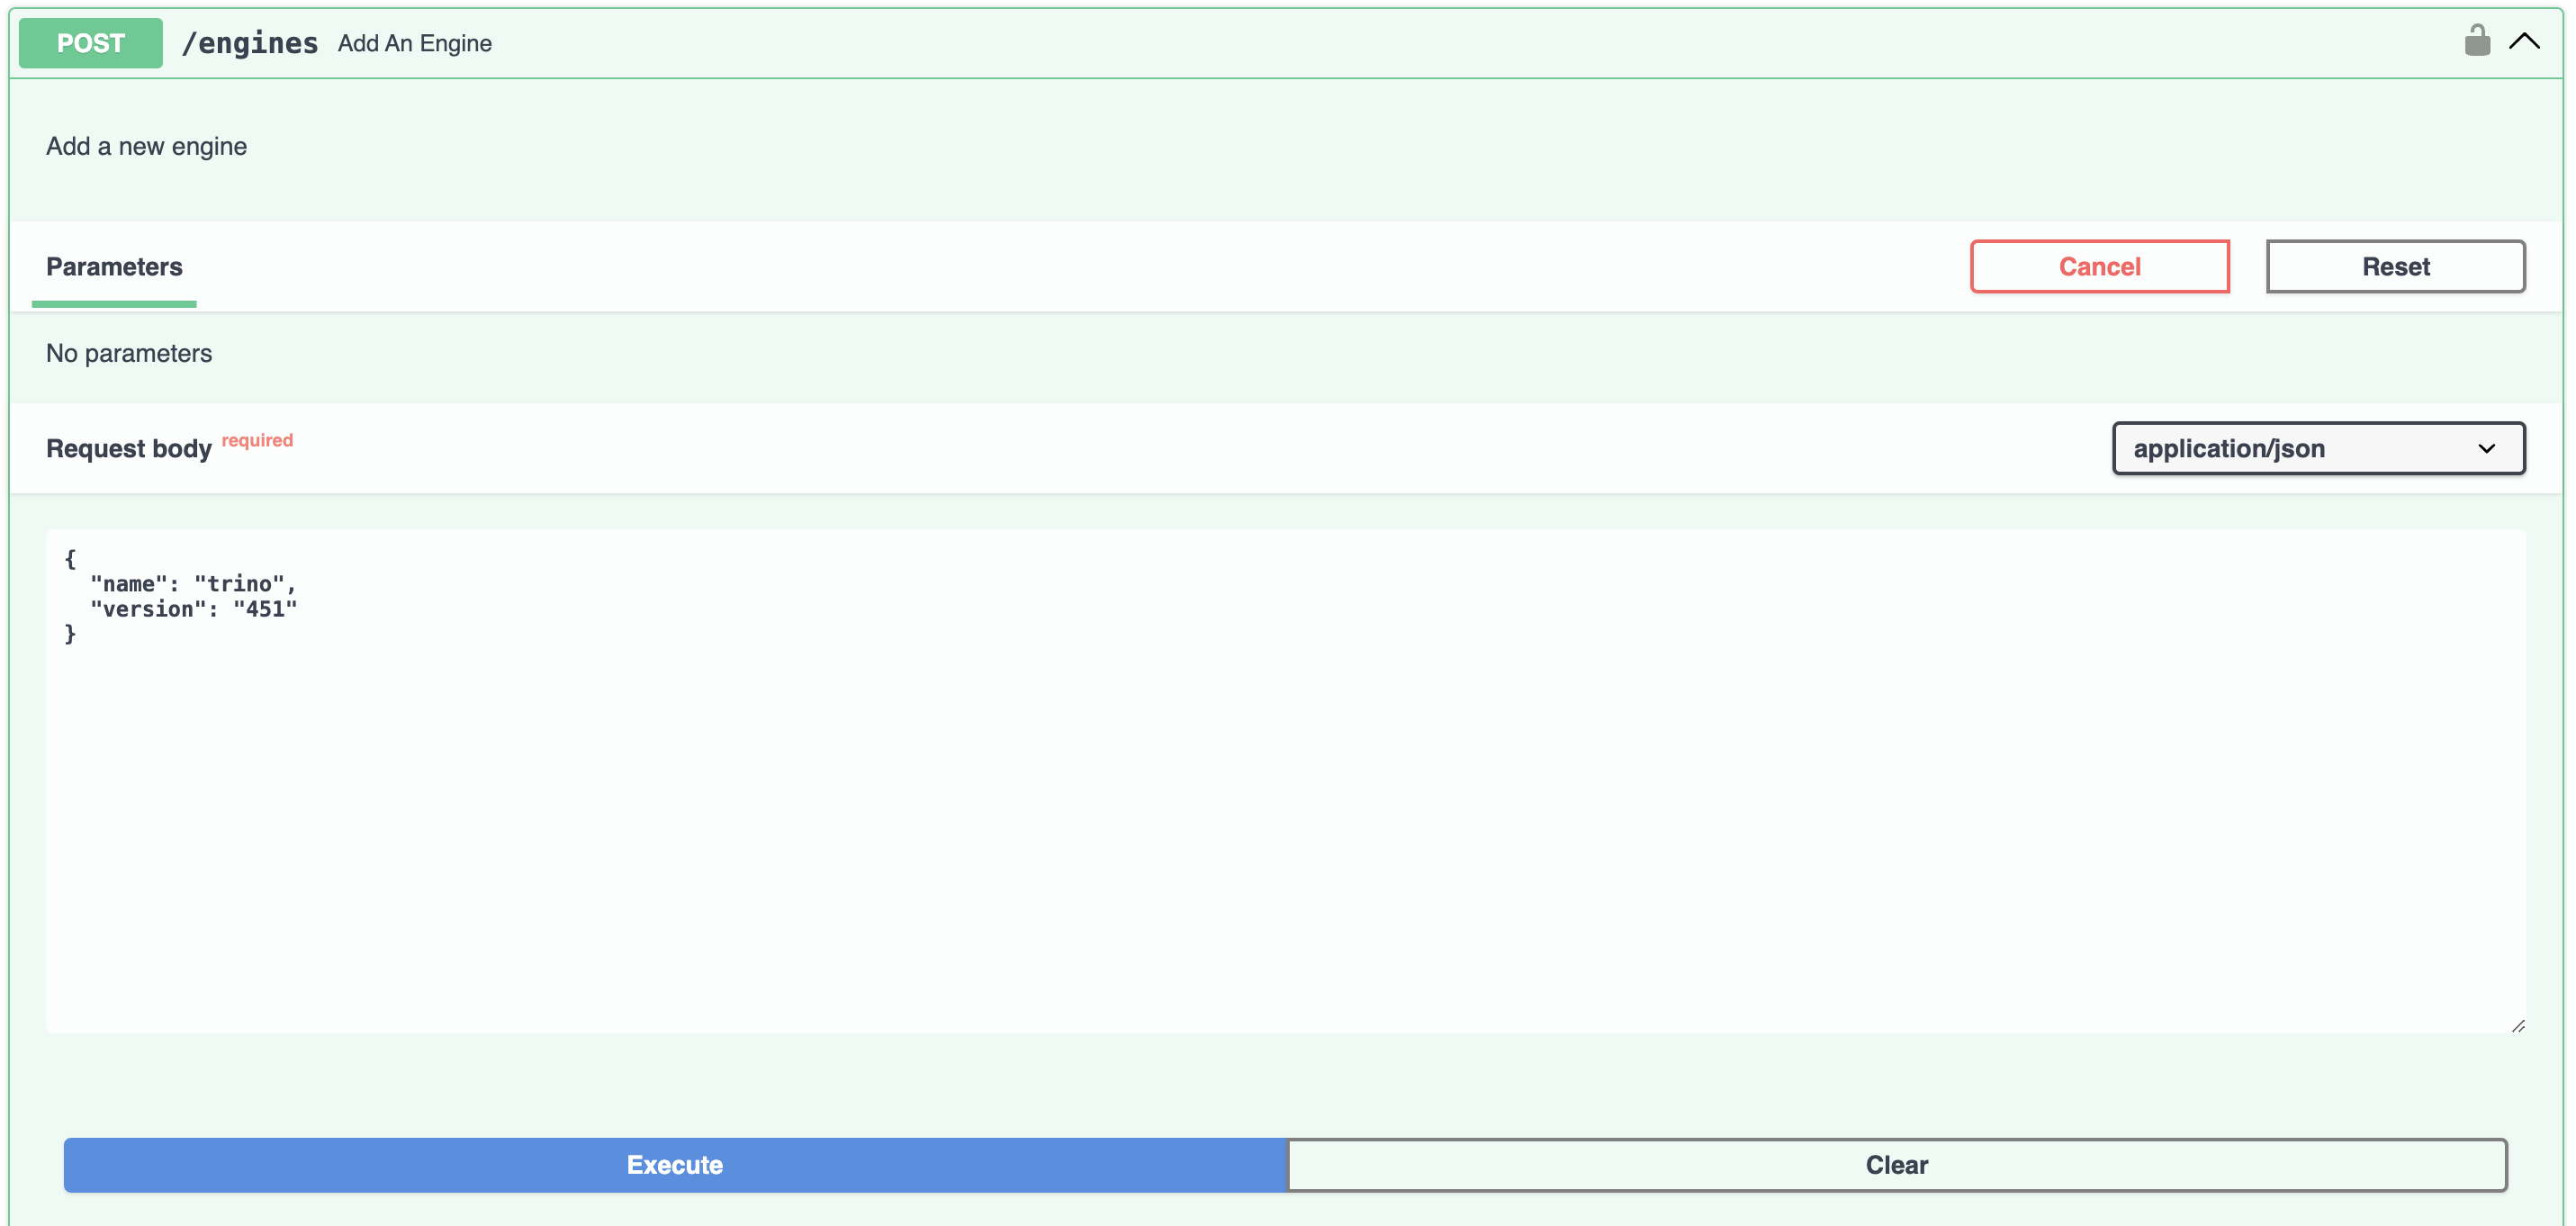 POST /engines Add An Engine
Add a new engine
Parameters Cancel Reset
No parameters
Request body required application/json
{
  "name": "trino",
  "version": "451"
}
Execute Clear